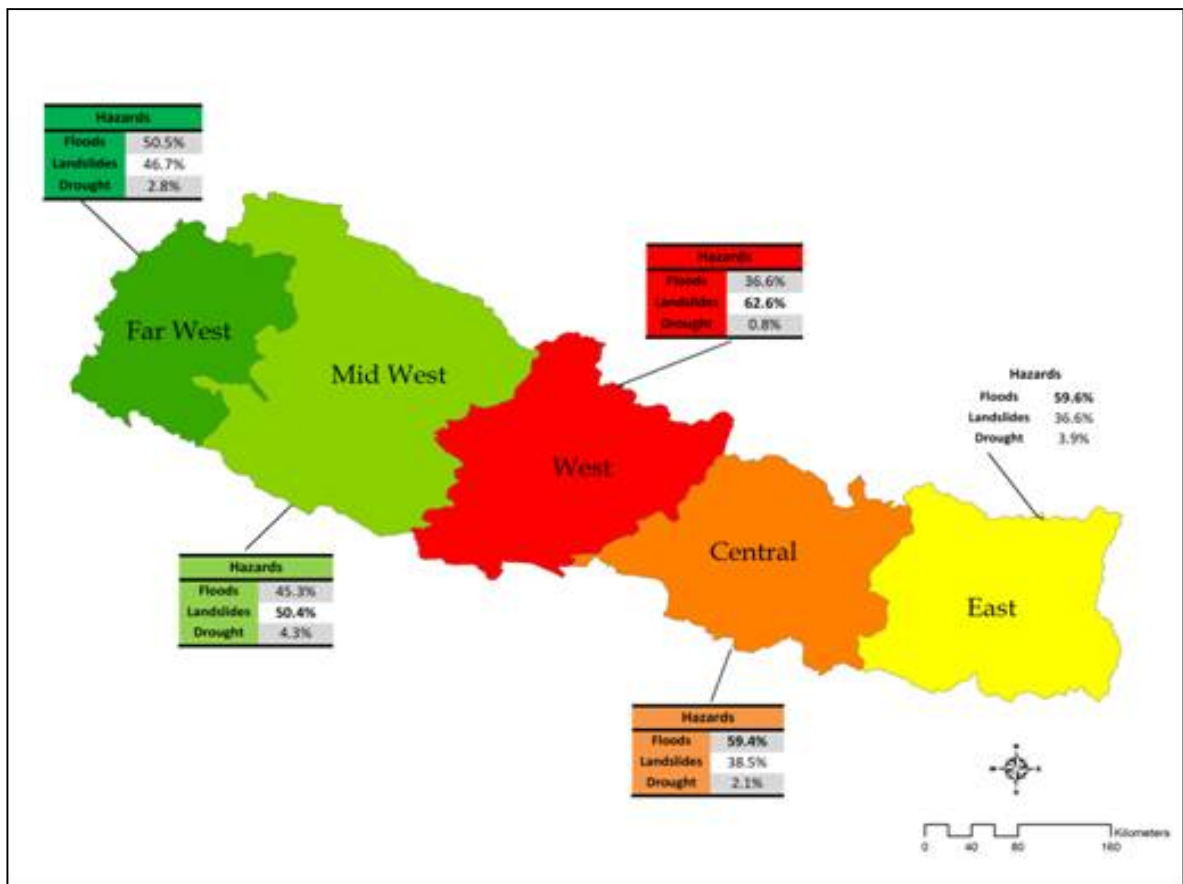 Hazards
Floods 50.5%
Landslides 46.7%
Drought 2.8%
Far West
Mid West
Hazards
Floods 36.6%
Landslides 62.6%
Drought 0.8%
West
Hazards
Floods 59.6%
Landslides 36.6%
Drought 3.9%
Central
East
Hazards
Floods 45.3%
Landslides 50.4%
Drought 4.3%
Hazards
Floods 59.4%
Landslides 38.5%
Drought 2.1%
Kilometers
0 40 80 160